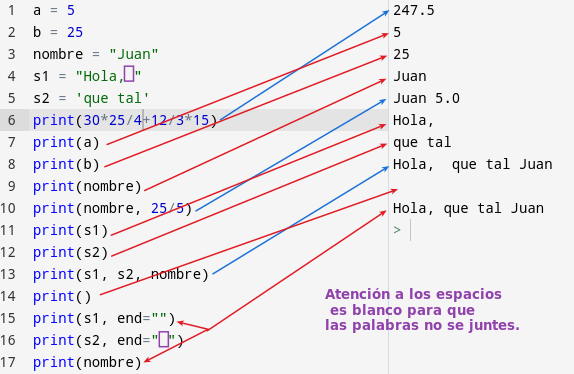 1 a = 5
2 b = 25
3 nombre = "Juan"
4 s1 = "Hola, "
5 s2 = 'que tal'
6 print(30*25/4+12/3*15)
7 print(a)
8 print(b)
9 print(nombre)
10 print(nombre, 25/5)
11 print(s1)
12 print(s2)
13 print(s1, s2, nombre)
14 print()
15 print(s1, end="")
16 print(s2, end=" ")
17 print(nombre)
247.5
5
25
Juan
Juan 5.0
Hola,
que tal
Hola,  que tal Juan
Hola, que tal Juan
>
Atención a los espacios
es blanco para que
las palabras no se juntes.